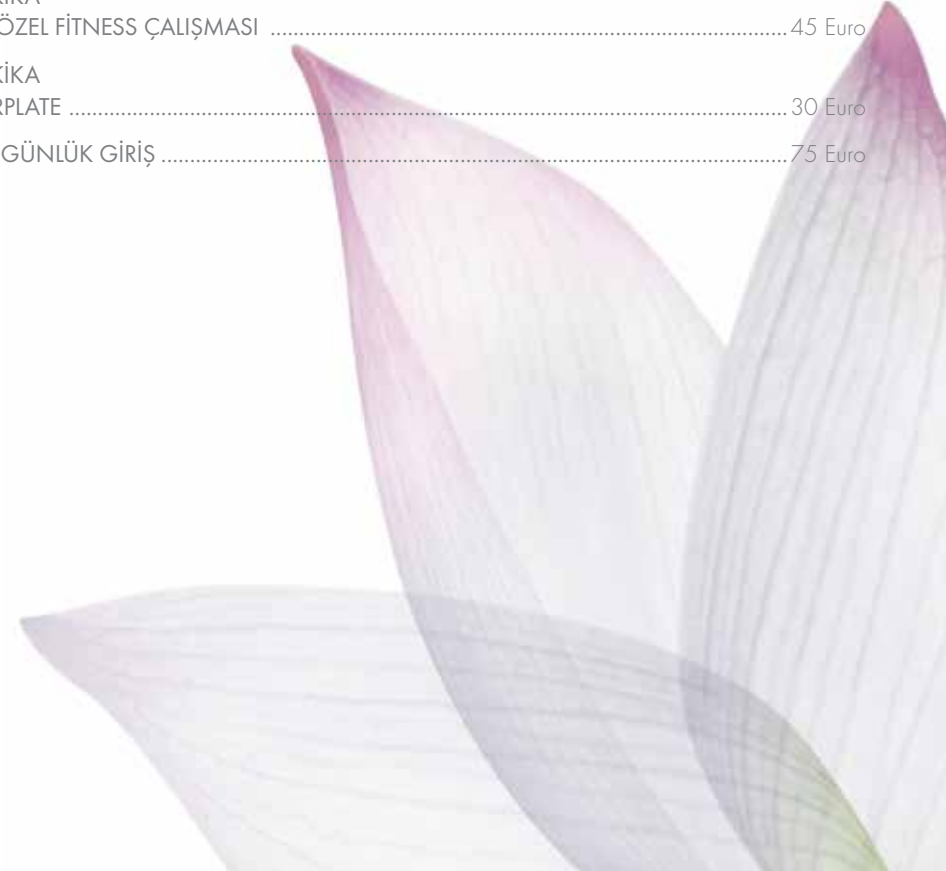 ÖZEL FİTNESS ÇALIŞMASI ........ 45 Euro
KİKA
RPLATE ........ 30 Euro
GÜNLÜK GİRİŞ ........ 75 Euro